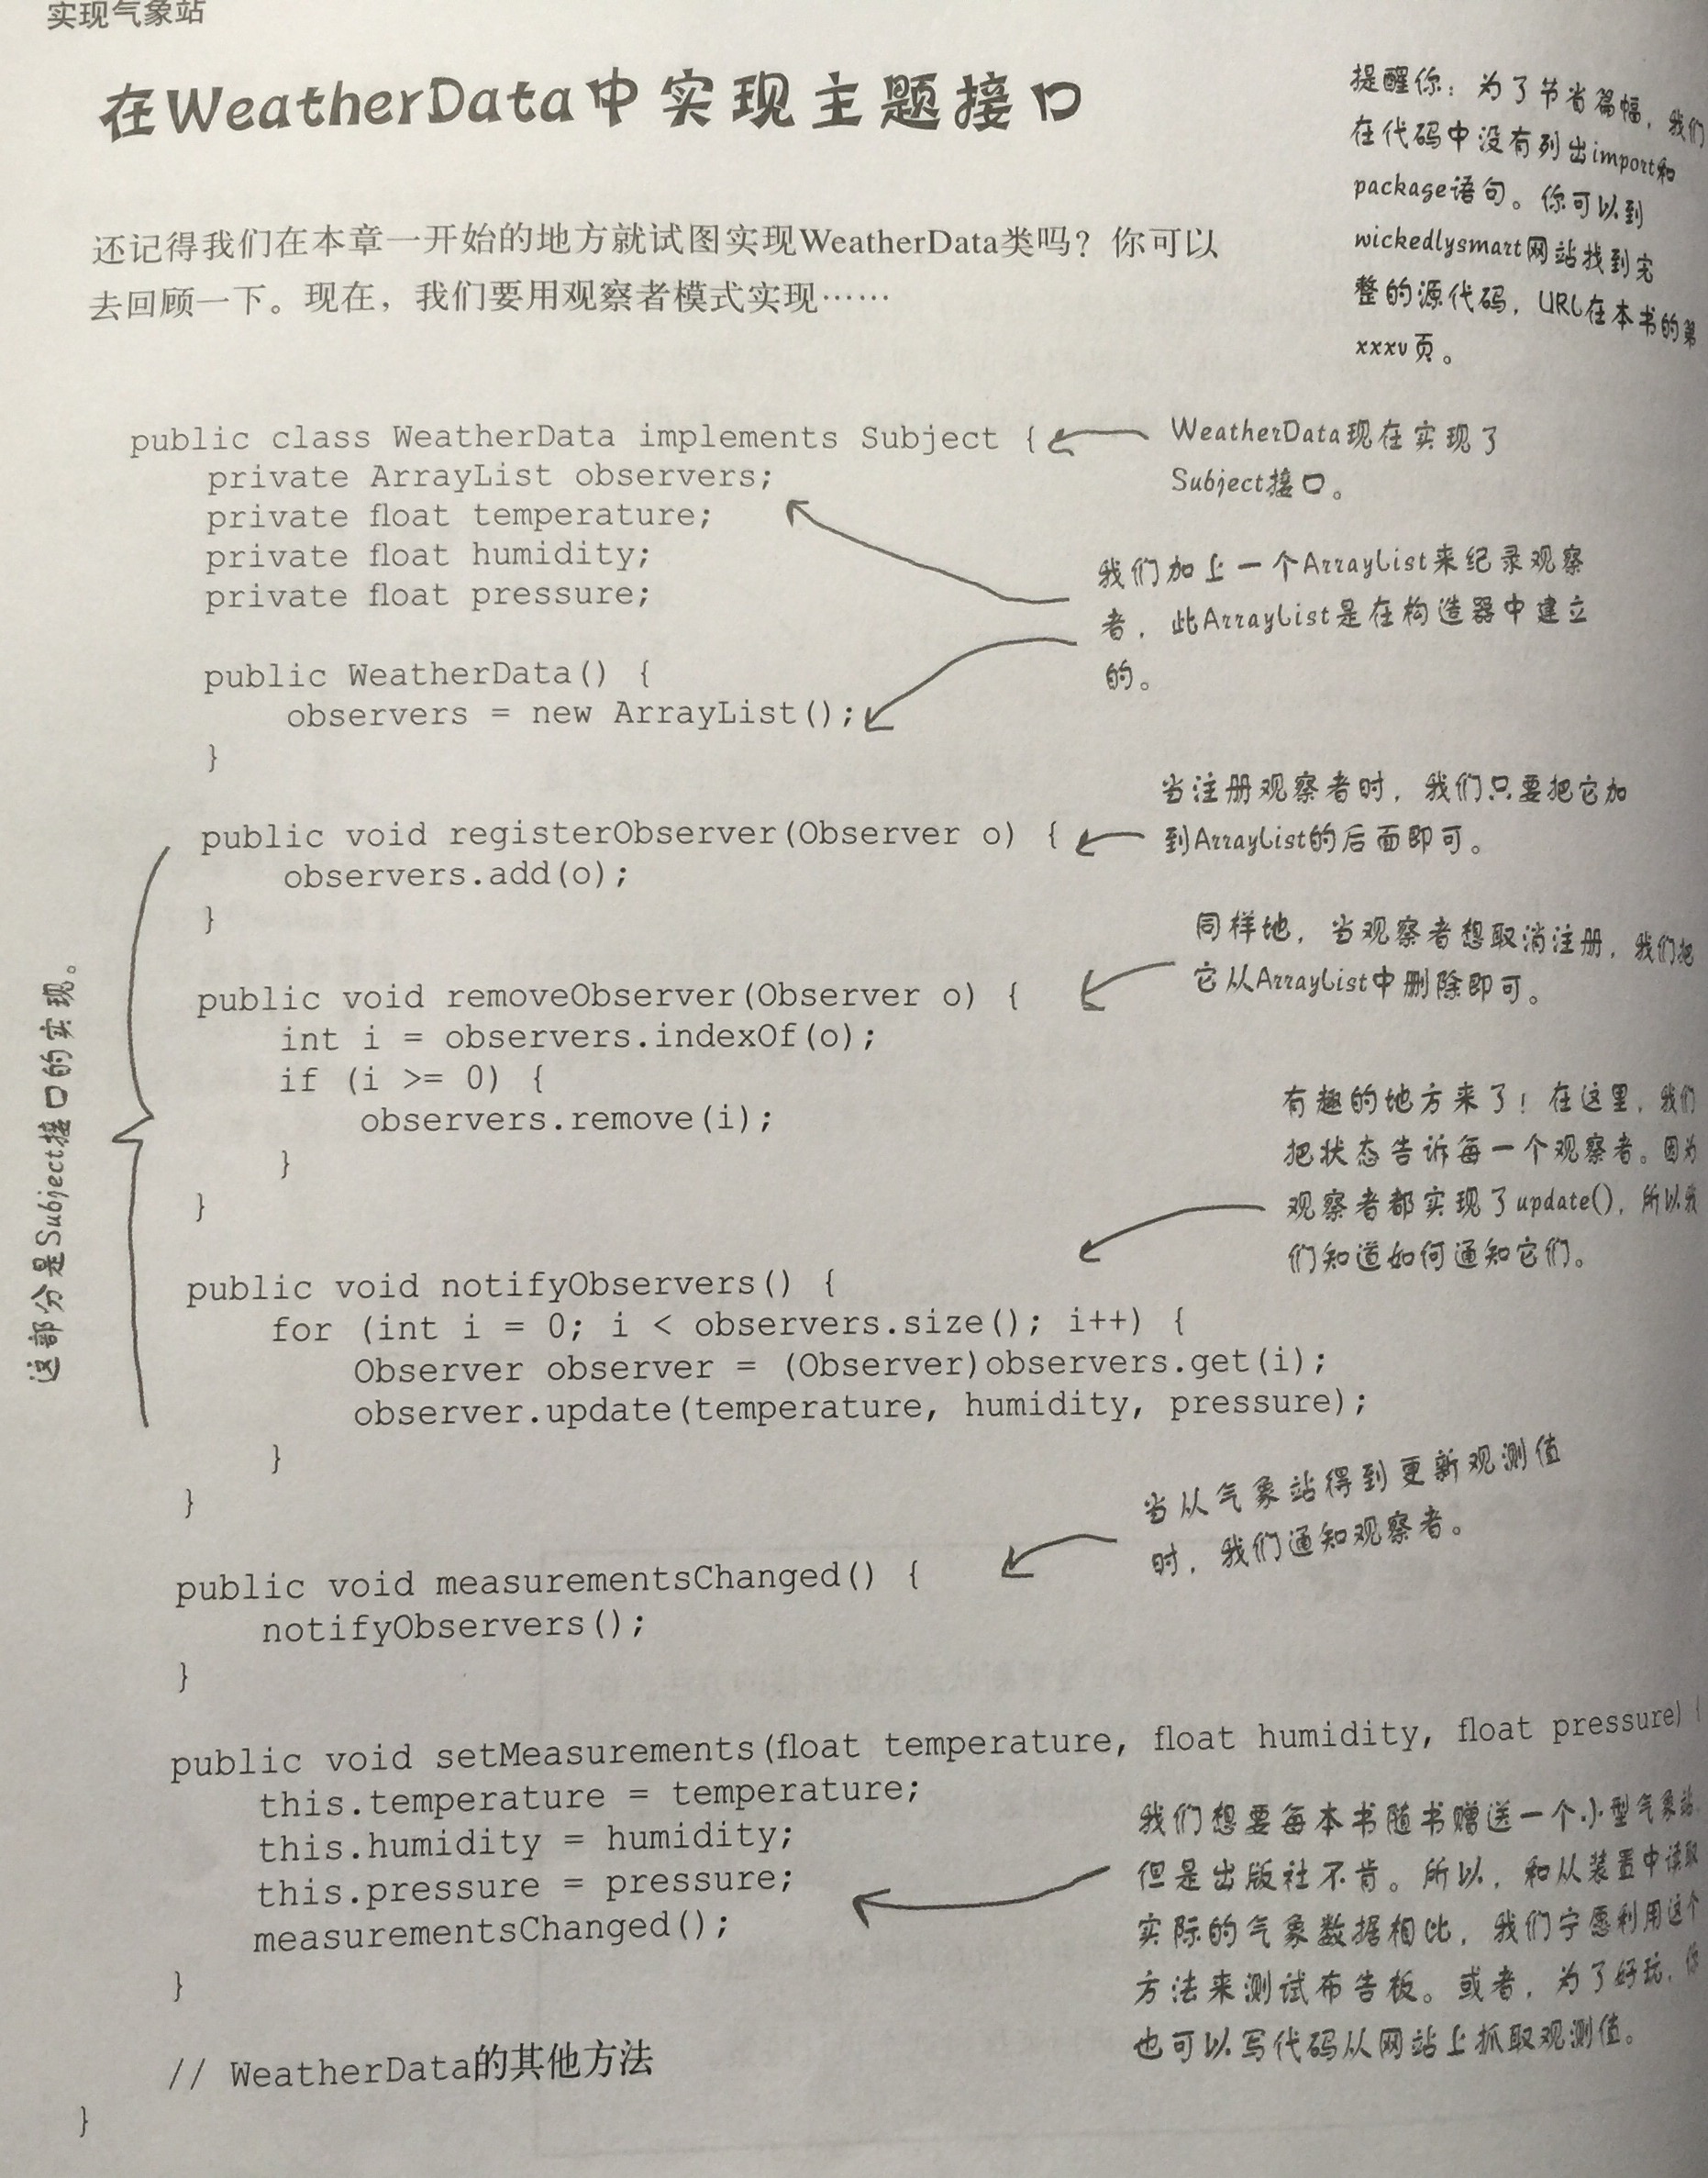 实现气象站
在WeatherData中实现主题接口
提醒你：为了节省篇幅，我们
在代码中没有列出import和
package语句。你可以到
wickedlysmart网站找到完
整的源代码，URL在本书的第
xxxv页。
还记得我们在本章一开始的地方就试图实现WeatherData类吗？你可以
去回顾一下。现在，我们要用观察者模式实现……
public class WeatherData implements Subject {
private ArrayList observers;
private float temperature;
private float humidity;
private float pressure;
WeatherData现在实现了
Subject接口。
我们加上一个ArrayList来纪录观察
者，此ArrayList是在构造器中建立
的。
public WeatherData() {
observers = new ArrayList();
}
public void registerObserver(Observer o) {
observers.add(o);
}
当注册观察者时，我们只要把它加
到ArrayList的后面即可。
public void removeObserver(Observer o) {
int i = observers.indexOf(o);
if (i >= 0) {
observers.remove(i);
}
}
同样地，当观察者想取消注册，我们把
它从ArrayList中删除即可。
这部分是Subject接口的实现。
有趣的地方来了！在这里，我们
把状态告诉每一个观察者。因为
观察者都实现了update()，所以我
们知道如何通知它们。
public void notifyObservers() {
for (int i = 0; i < observers.size(); i++) {
Observer observer = (Observer)observers.get(i);
observer.update(temperature, humidity, pressure);
}
}
当从气象站得到更新观测值
时，我们通知观察者。
public void measurementsChanged() {
notifyObservers();
}
public void setMeasurements(float temperature, float humidity, float pressure) {
this.temperature = temperature;
this.humidity = humidity;
this.pressure = pressure;
measurementsChanged();
}
我们想要每本书随书赠送一个小型气象站，
但是出版社不肯。所以，和从装置中读取
实际的气象数据相比，我们宁愿利用这个
方法来测试布告板。或者，为了好玩，你
也可以写代码从网站上抓取观测值。
// WeatherData的其他方法
}